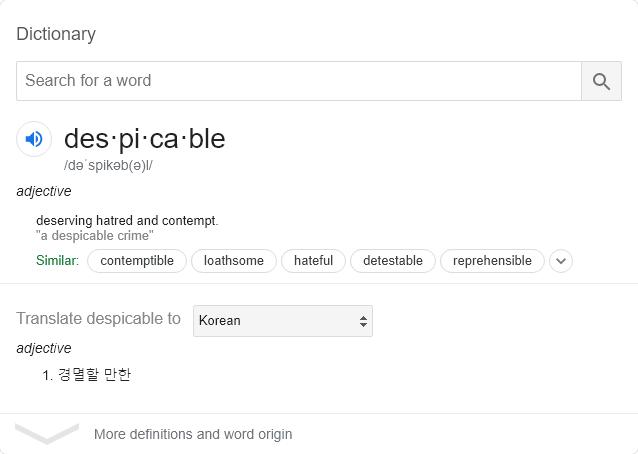 Dictionary
Search for a word
des·pi·ca·ble
/dəˈspikəb(ə)l/
adjective
deserving hatred and contempt.
"a despicable crime"
Similar: contemptible loathsome hateful detestable reprehensible
Translate despicable to Korean
adjective
1. 경멸할 만한
More definitions and word origin